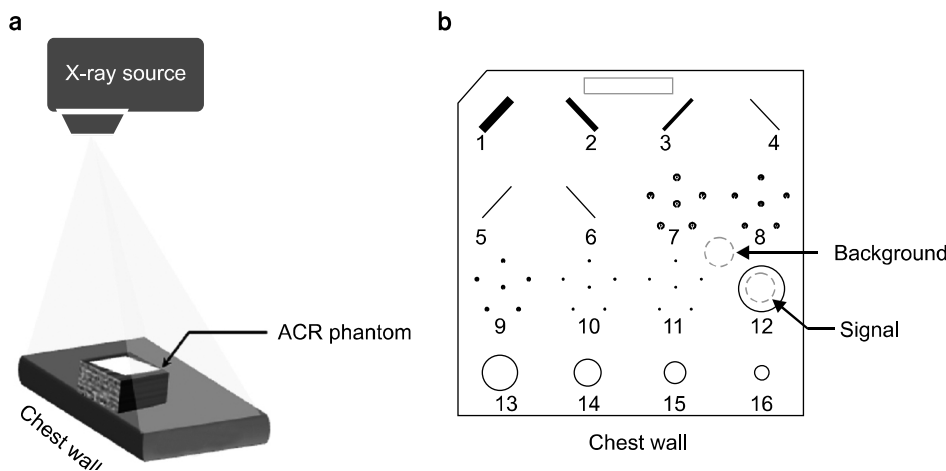 a
X-ray source
ACR phantom
Chest wall
b
1 2 3 4
5 6 7 8
Background
9 10 11 12
Signal
13 14 15 16
Chest wall